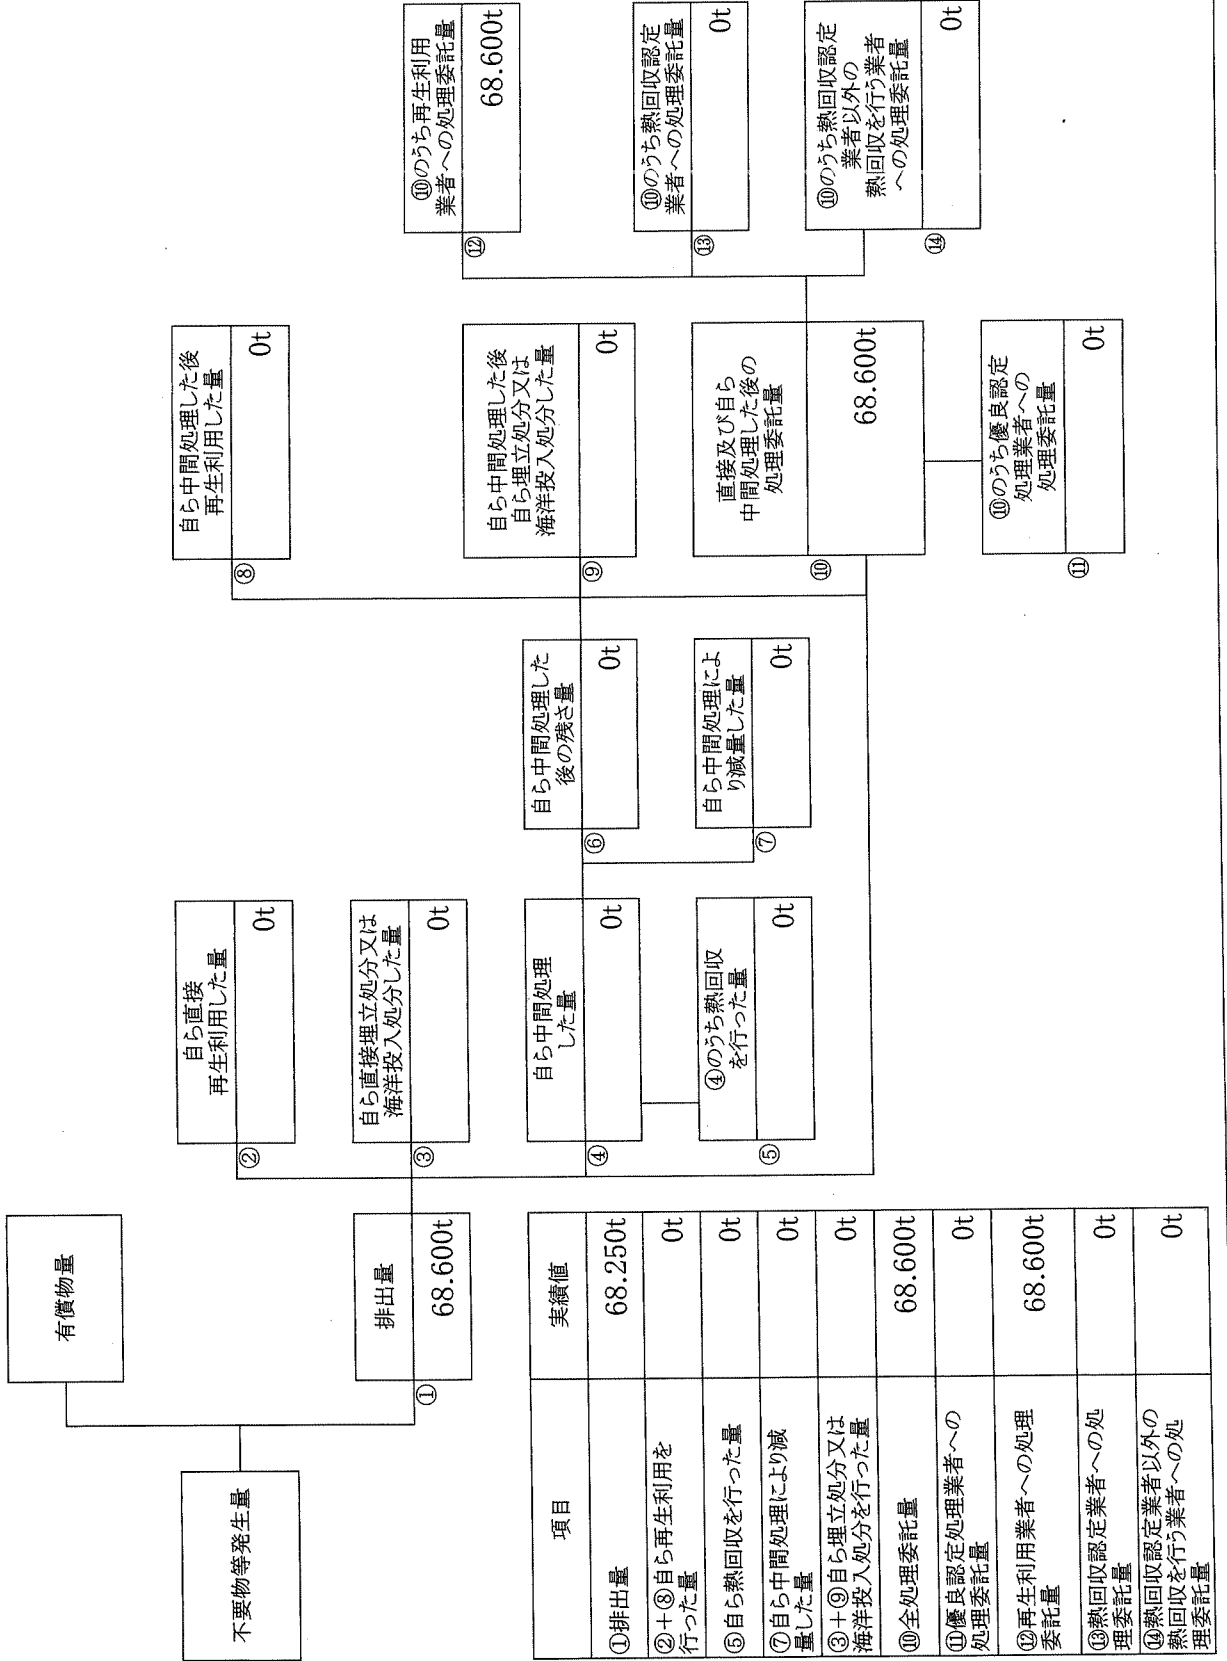 不要物等発生量
有償物量
①
排出量
68.600t
②
自ら直接
再生利用した量
0t
③
自ら直接埋立処分又は
海洋投入処分した量
0t
④
自ら中間処理
した量
0t
⑤
④のうち熱回収
を行った量
0t
⑥
自ら中間処理した
後の残さ量
0t
⑦
自ら中間処理によ
り減量した量
0t
⑧
自ら中間処理した後
再生利用した量
0t
⑨
自ら中間処理した後
自ら埋立処分又は
海洋投入処分した量
0t
⑩
直接及び自ら
中間処理した後の
処理委託量
68.600t
⑪
⑩のうち優良認定
処理業者への
処理委託量
0t
⑫
⑩のうち再生利用
業者への処理委託量
68.600t
⑬
⑩のうち熱回収認定
業者への処理委託量
0t
⑭
⑩のうち熱回収認定
業者以外の
熱回収を行う業者
への処理委託量
0t
項目 実績値
①排出量 68.250t
②+⑧自ら再生利用を
行った量 0t
⑤自ら熱回収を行った量 0t
⑦自ら中間処理により減
量した量 0t
③+⑨自ら埋立処分又は
海洋投入処分を行った量 0t
⑩全処理委託量 68.600t
⑪優良認定処理業者への
処理委託量 0t
⑫再生利用業者への処理
委託量 68.600t
⑬熱回収認定業者への処
理委託量 0t
⑭熱回収認定業者以外の
熱回収を行う業者への処
理委託量 0t